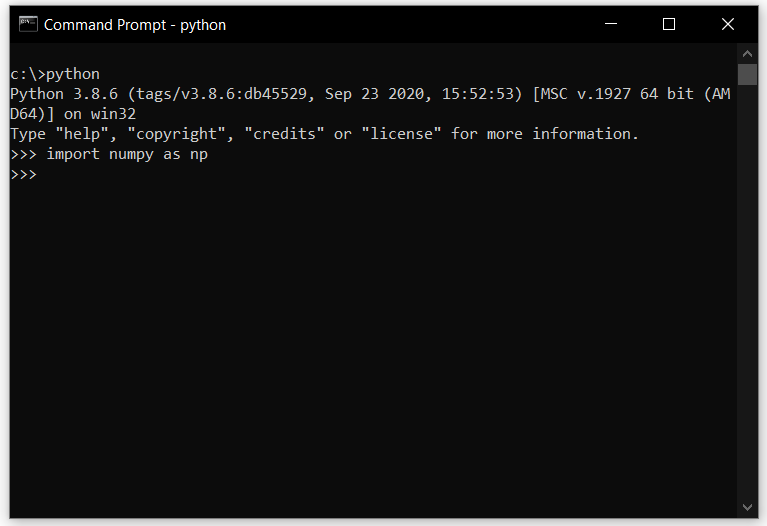 Command Prompt - python
c:\>python
Python 3.8.6 (tags/v3.8.6:db45529, Sep 23 2020, 15:52:53) [MSC v.1927 64 bit (AM
D64)] on win32
Type "help", "copyright", "credits" or "license" for more information.
>>> import numpy as np
>>>